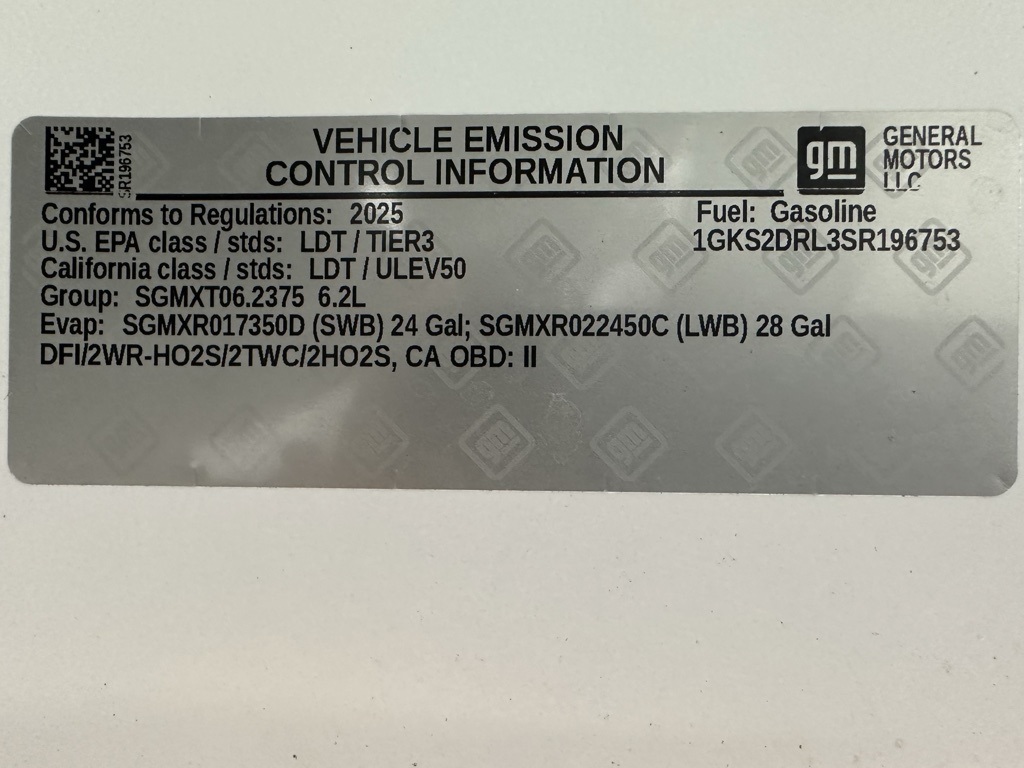 VEHICLE EMISSION
CONTROL INFORMATION
gm
GENERAL
MOTORS
LLC
SR196753
Conforms to Regulations: 2025
Fuel: Gasoline
U.S. EPA class / stds: LDT / TIER3
1GKS2DRL3SR196753
California class / stds: LDT / ULEV50
Group: SGMXT06.2375 6.2L
Evap: SGMXR017350D (SWB) 24 Gal; SGMXR022450C (LWB) 28 Gal
DFI/2WR-HO2S/2TWC/2HO2S, CA OBD: II